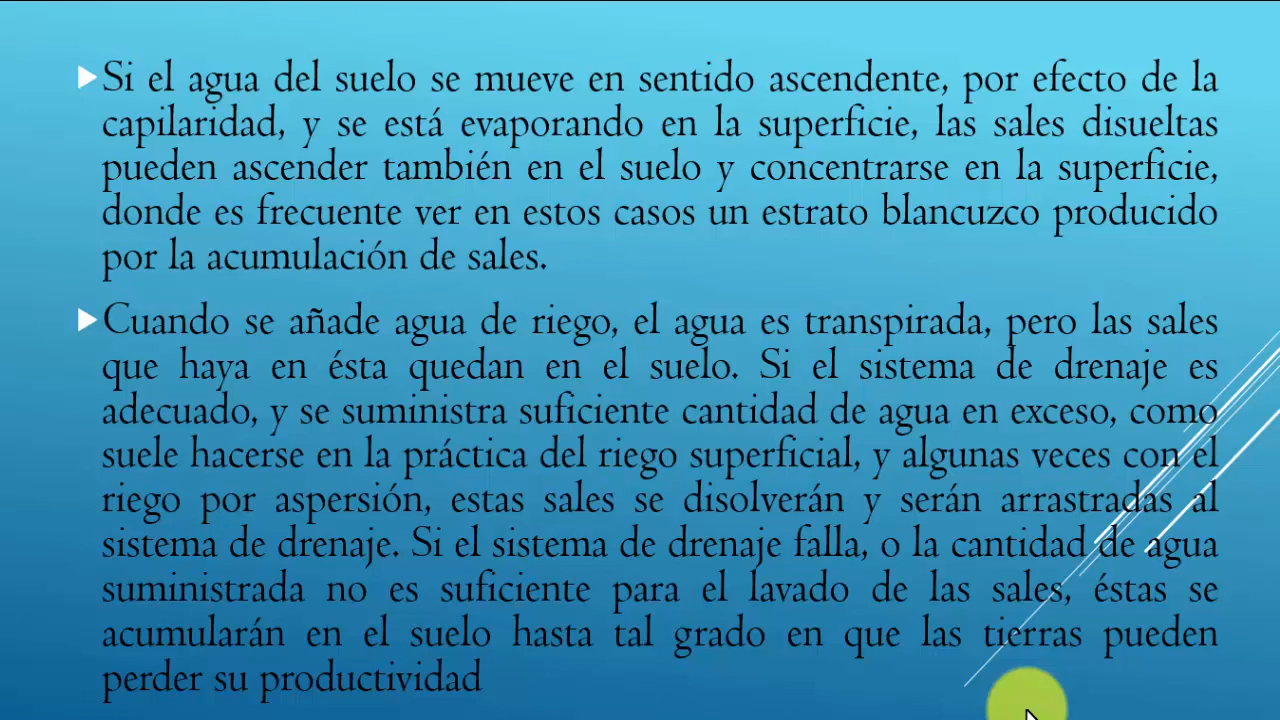 Si el agua del suelo se mueve en sentido ascendente, por efecto de la
capilaridad, y se está evaporando en la superficie, las sales disueltas
pueden ascender también en el suelo y concentrarse en la superficie,
donde es frecuente ver en estos casos un estrato blancuzco producido
por la acumulación de sales.
Cuando se añade agua de riego, el agua es transpirada, pero las sales
que haya en ésta quedan en el suelo. Si el sistema de drenaje es
adecuado, y se suministra suficiente cantidad de agua en exceso, como
suele hacerse en la práctica del riego superficial, y algunas veces con el
riego por aspersión, estas sales se disolverán y serán arrastradas al
sistema de drenaje. Si el sistema de drenaje falla, o la cantidad de agua
suministrada no es suficiente para el lavado de las sales, éstas se
acumularán en el suelo hasta tal grado en que las tierras pueden
perder su productividad